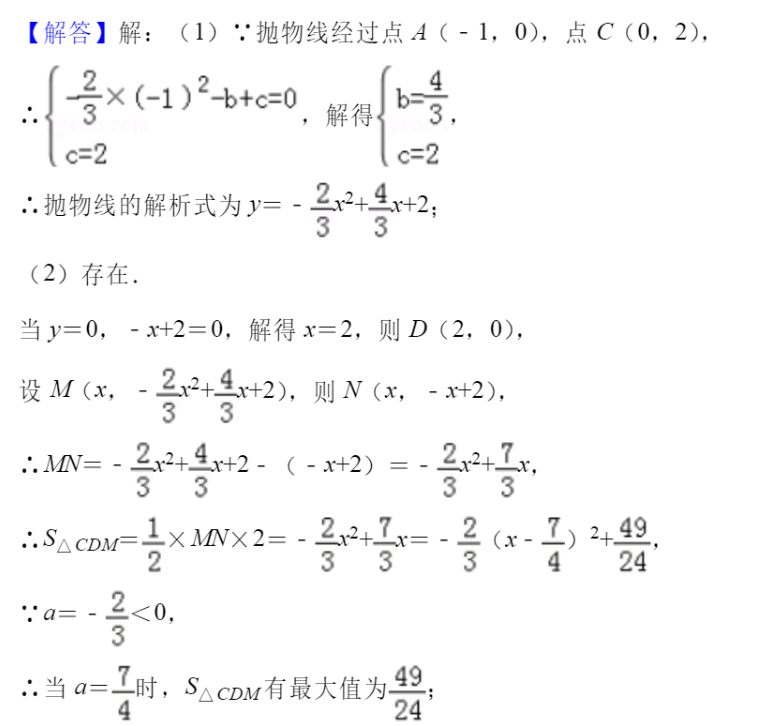 【解答】解：（1）∵抛物线经过点 A（﹣1，0），点 C（0，2），
∴{-2/3×(-1)²-b+c=0，c=2，解得{b=4/3，c=2，
∴抛物线的解析式为 y＝﹣2/3x²+4/3x+2；
（2）存在．
当 y＝0，﹣x+2＝0，解得 x＝2，则 D（2，0），
设 M（x，﹣2/3x²+4/3x+2），则 N（x，﹣x+2），
∴MN＝﹣2/3x²+4/3x+2﹣（﹣x+2）＝﹣2/3x²+7/3x，
∴S△CDM＝1/2×MN×2＝﹣2/3x²+7/3x＝﹣2/3（x﹣7/4）²+49/24，
∵a＝﹣2/3＜0，
∴当 a＝7/4时，S△CDM有最大值为49/24；